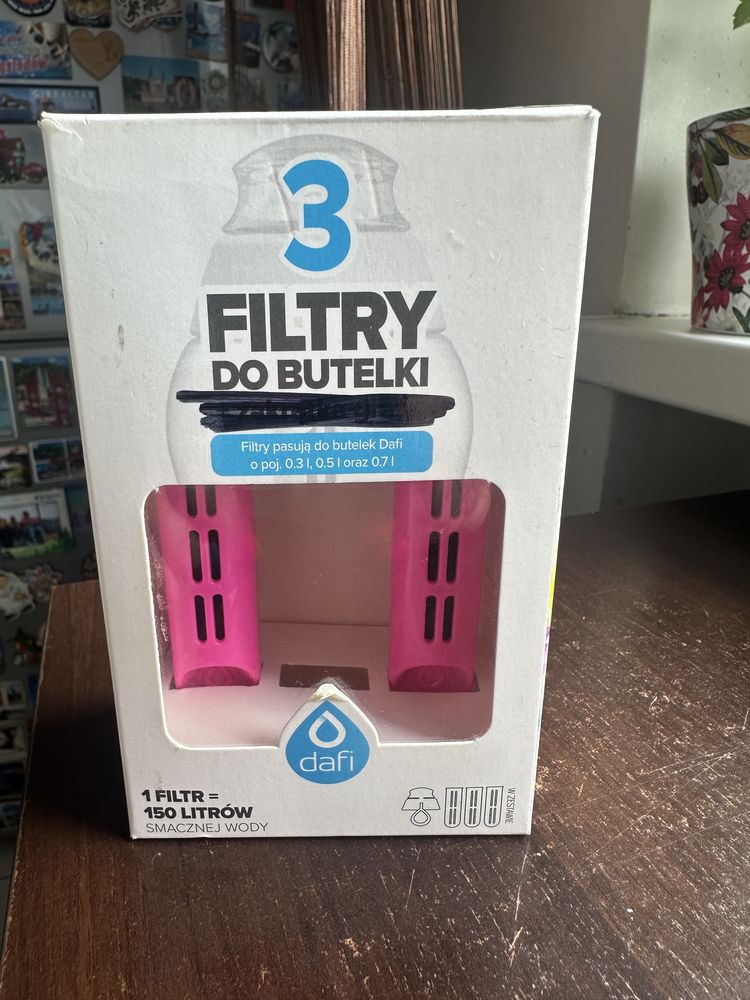 3
FILTRY
DO BUTELKI
Filtry pasują do butelek Dafi
o poj. 0.3 l, 0.5 l oraz 0.7 l
dafi
1 FILTR =
150 LITRÓW
SMACZNEJ WODY
W ZESTAWIE